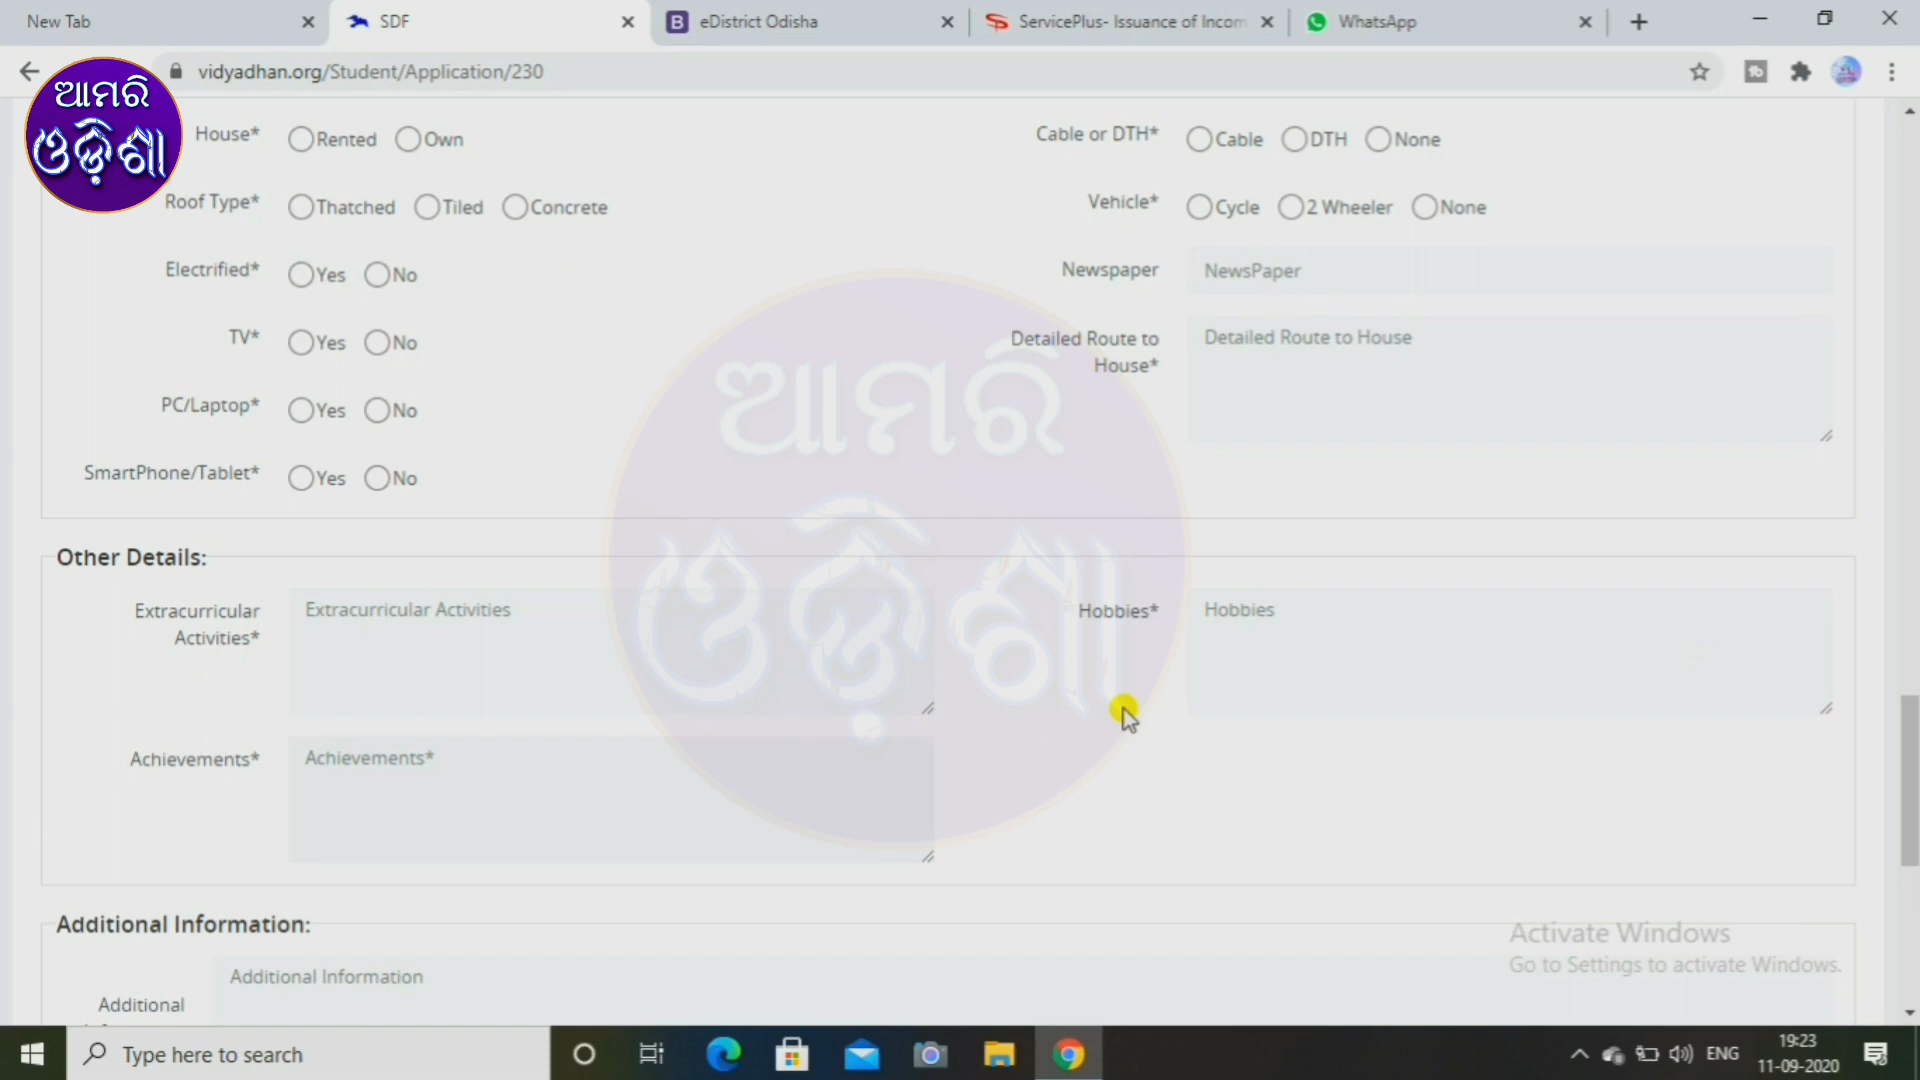 New Tab
SDF
eDistrict Odisha
ServicePlus- Issuance of Incom
WhatsApp
vidyadhan.org/Student/Application/230
ଆମରି
ଓଡ଼ିଶା
House* Rented Own
Cable or DTH* Cable DTH None
Roof Type* Thatched Tiled Concrete
Vehicle* Cycle 2 Wheeler None
Electrified* Yes No
Newspaper NewsPaper
TV* Yes No
Detailed Route to
House*
Detailed Route to House
PC/Laptop* Yes No
SmartPhone/Tablet* Yes No
ଆମରି
ଓଡ଼ିଶା
Other Details:
Extracurricular
Activities*
Extracurricular Activities
Hobbies* Hobbies
Achievements* Achievements*
Additional Information:
Additional Information
Additional
Activate Windows
Go to Settings to activate Windows.
Type here to search
ENG
19:23
11-09-2020